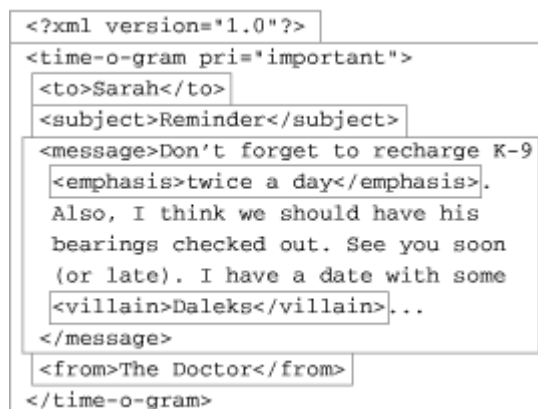 <?xml version="1.0"?>
<time-o-gram pri="important">
<to>Sarah</to>
<subject>Reminder</subject>
<message>Don't forget to recharge K-9
<emphasis>twice a day</emphasis>.
Also, I think we should have his
bearings checked out. See you soon
(or late). I have a date with some
<villain>Daleks</villain>...
</message>
<from>The Doctor</from>
</time-o-gram>